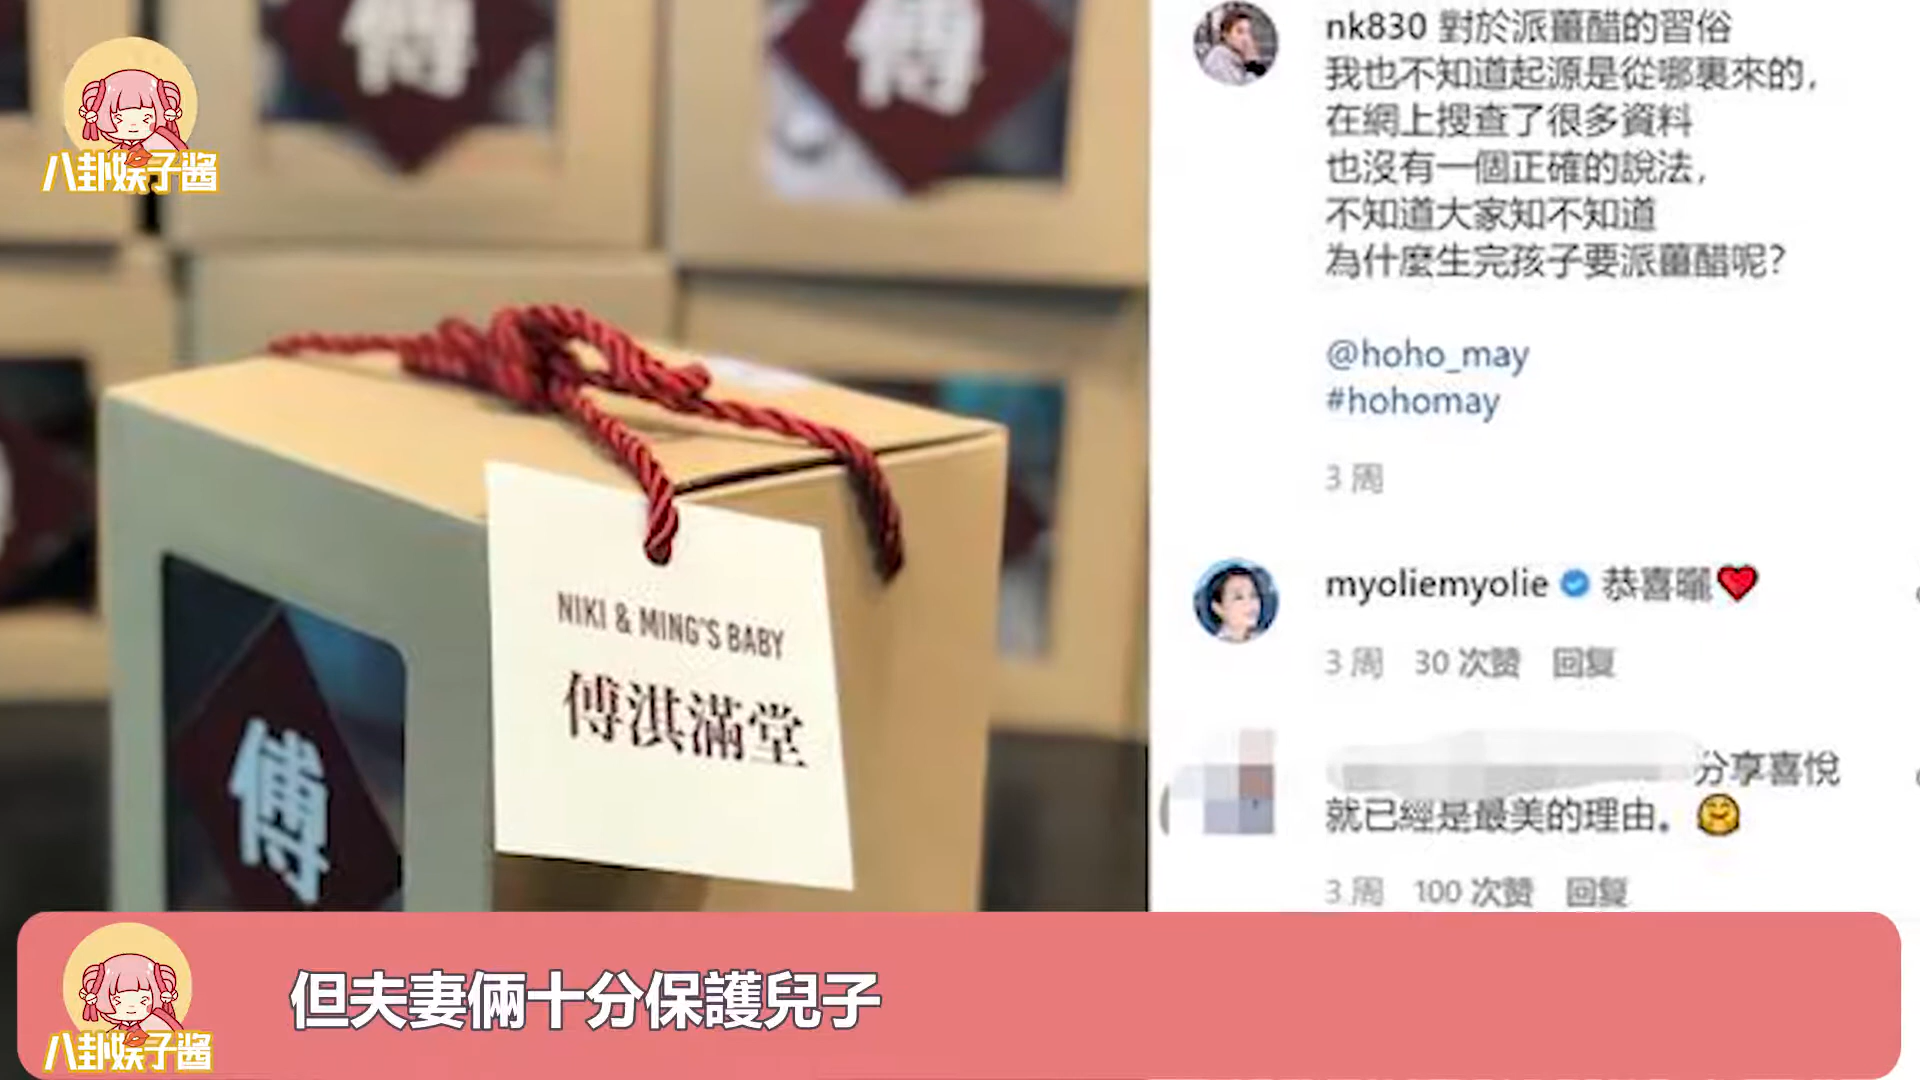 傅
傅
八卦娱子酱
nk830 對於派薑醋的習俗
我也不知道起源是從哪裏來的,
在網上搜查了很多資料
也沒有一個正確的說法,
不知道大家知不知道
為什麼生完孩子要派薑醋呢?
@hoho_may
#hohomay
3 周
myoliemyolie 恭喜曬
3 周 30 次赞 回复
分享喜悅
就已經是最美的理由。
3 周 100 次赞 回复
NIKI & MING'S BABY
傅淇滿堂
傅
但夫妻倆十分保護兒子
八卦娱子酱